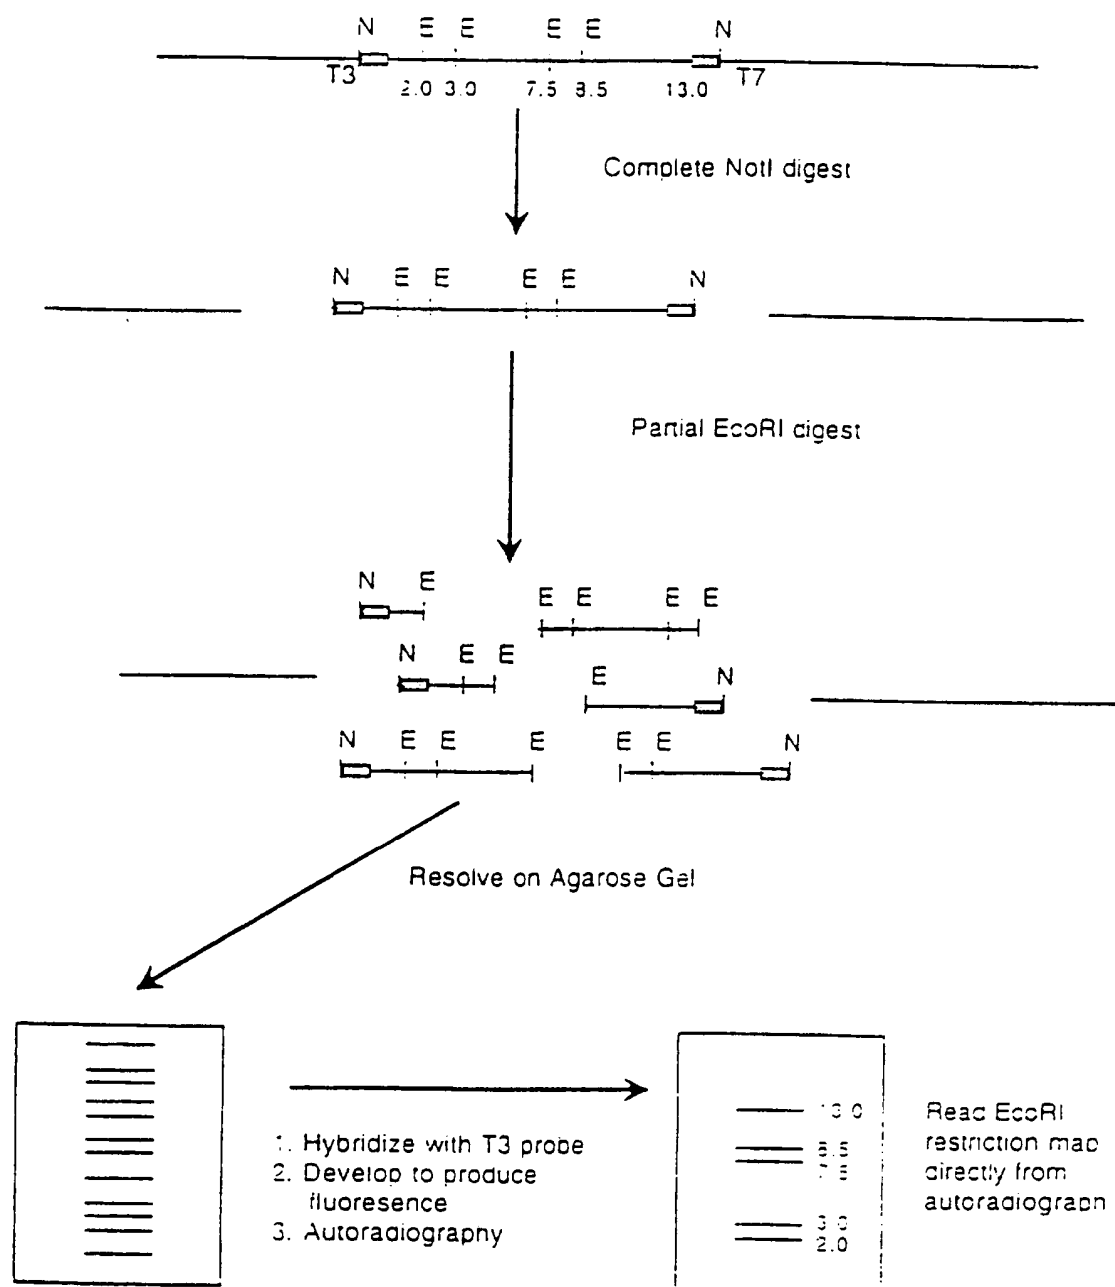 N E E E E N
T3 T7
2.0 3.0 7.5 8.5 13.0
Complete NotI digest
N E E E E N
Partial EcoRI digest
N E
E E E E
N E E
E N
N E E E
E E N
Resolve on Agarose Gel
1. Hybridize with T3 probe
2. Develop to produce
fluoresence
3. Autoradiography
13.0
8.5
7.5
3.0
2.0
Read EcoRI
restriction map
directly from
autoradiograph